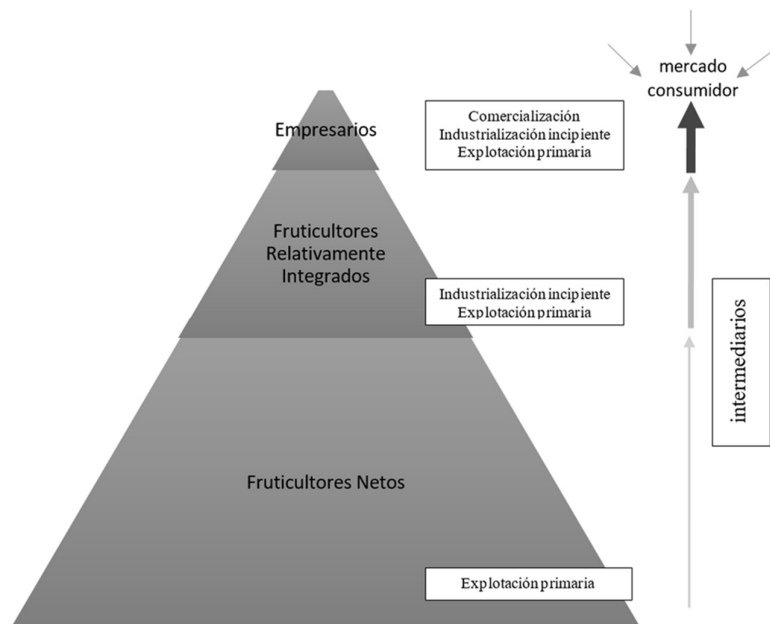 mercado
consumidor
Empresarios
Comercialización
Industrialización incipiente
Explotación primaria
Fruticultores
Relativamente
Integrados
Industrialización incipiente
Explotación primaria
intermediarios
Fruticultores Netos
Explotación primaria